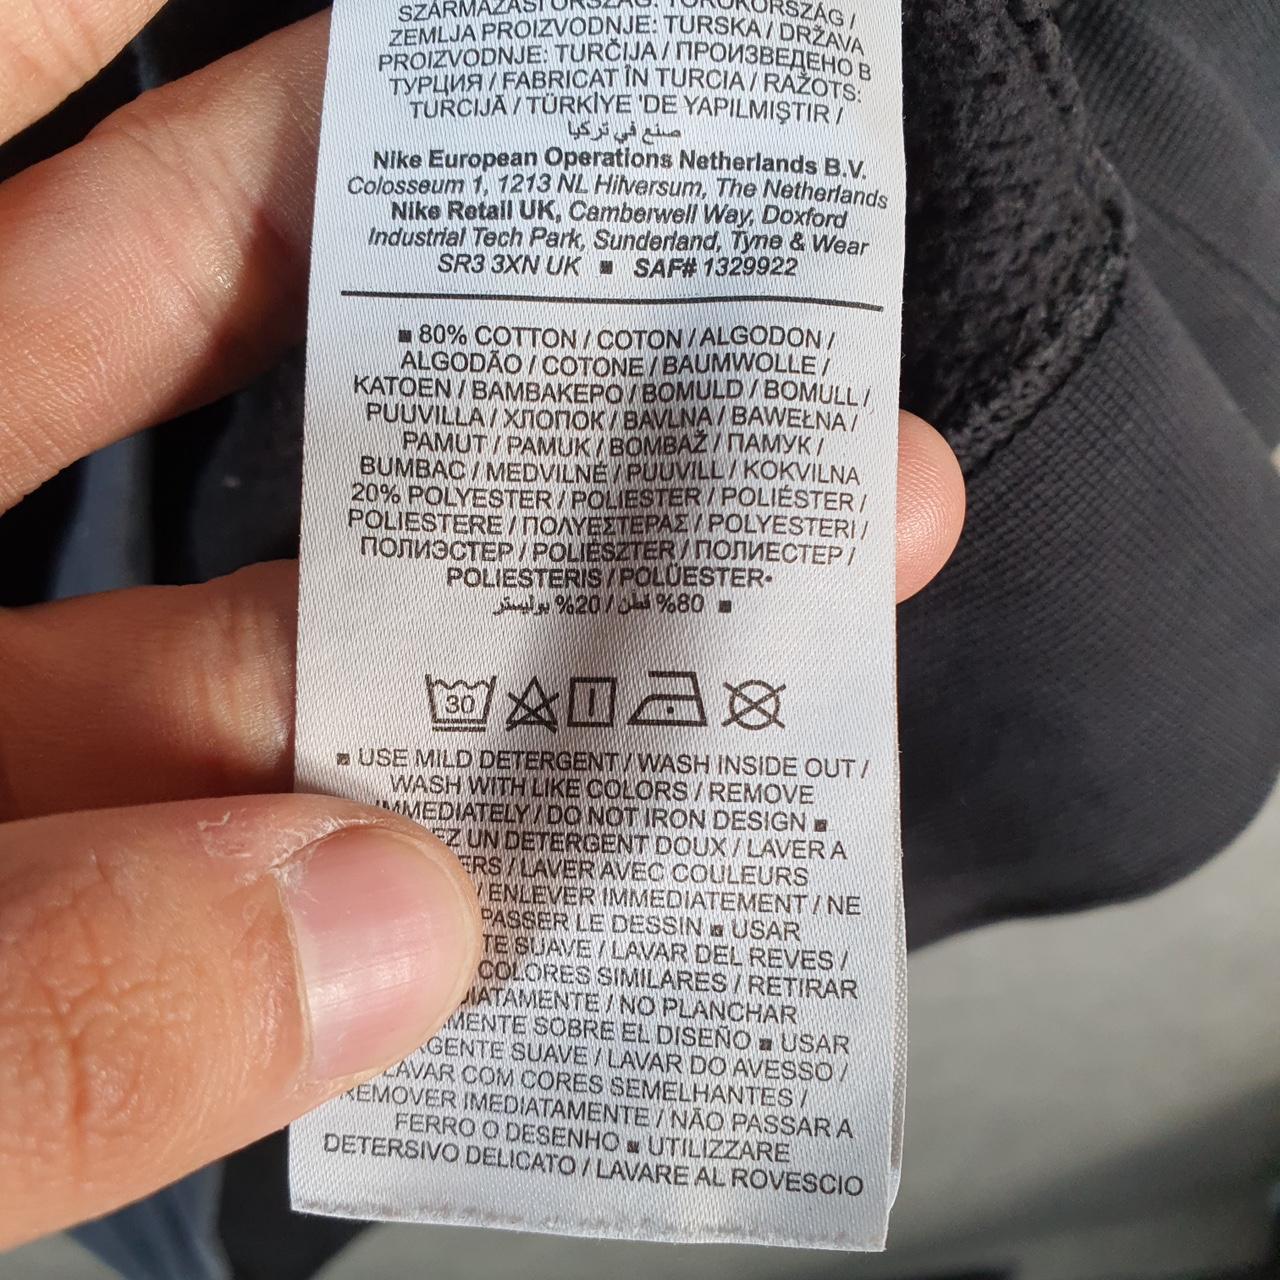 SZÁRMAZÁSI ORSZÁG: TÖRÖKORSZÁG /
ZEMLJA PROIZVODNJE: TURSKA / DRŽAVA
PROIZVODNJE: TURČIJA / ПРОИЗВЕДЕНО В
ТУРЦИЯ / FABRICAT ÎN TURCIA / RAŽOTS:
TURCIJĀ / TÜRKİYE 'DE YAPILMIŞTIR /
صنع في تركيا
Nike European Operations Netherlands B.V.
Colosseum 1, 1213 NL Hilversum, The Netherlands
Nike Retail UK, Camberwell Way, Doxford
Industrial Tech Park, Sunderland, Tyne & Wear
SR3 3XN UK ■ SAF# 1329922
■ 80% COTTON / COTON / ALGODON /
ALGODÃO / COTONE / BAUMWOLLE /
KATOEN / BAMBAKEPO / BOMULD / BOMULL /
PUUVILLA / ХЛОПОК / BAVLNA / BAWEŁNA /
PAMUT / PAMUK / BOMBAŽ / ПАМУК /
BUMBAC / MEDVILNĖ / PUUVILL / KOKVILNA
20% POLYESTER / POLIESTER / POLIÉSTER /
POLIESTERE / ΠΟΛΥΕΣΤΕΡΑΣ / POLYESTERI /
ПОЛИЭСТЕР / POLIESZTER / ПОЛИЕСТЕР /
POLIESTERIS / POLÜESTER•
■ 80% قطن / 20% بوليستر
30
■ USE MILD DETERGENT / WASH INSIDE OUT /
WASH WITH LIKE COLORS / REMOVE
IMMEDIATELY / DO NOT IRON DESIGN ■
UN DETERGENT DOUX / LAVER A
/ LAVER AVEC COULEURS
/ ENLEVER IMMEDIATEMENT / NE
PASSER LE DESSIN ■ USAR
SUAVE / LAVAR DEL REVES /
COLORES SIMILARES / RETIRAR
/ NO PLANCHAR
SOBRE EL DISEÑO ■ USAR
SUAVE / LAVAR DO AVESSO /
LAVAR COM CORES SEMELHANTES /
REMOVER IMEDIATAMENTE / NÃO PASSAR A
FERRO O DESENHO ■ UTILIZZARE
DETERSIVO DELICATO / LAVARE AL ROVESCIO